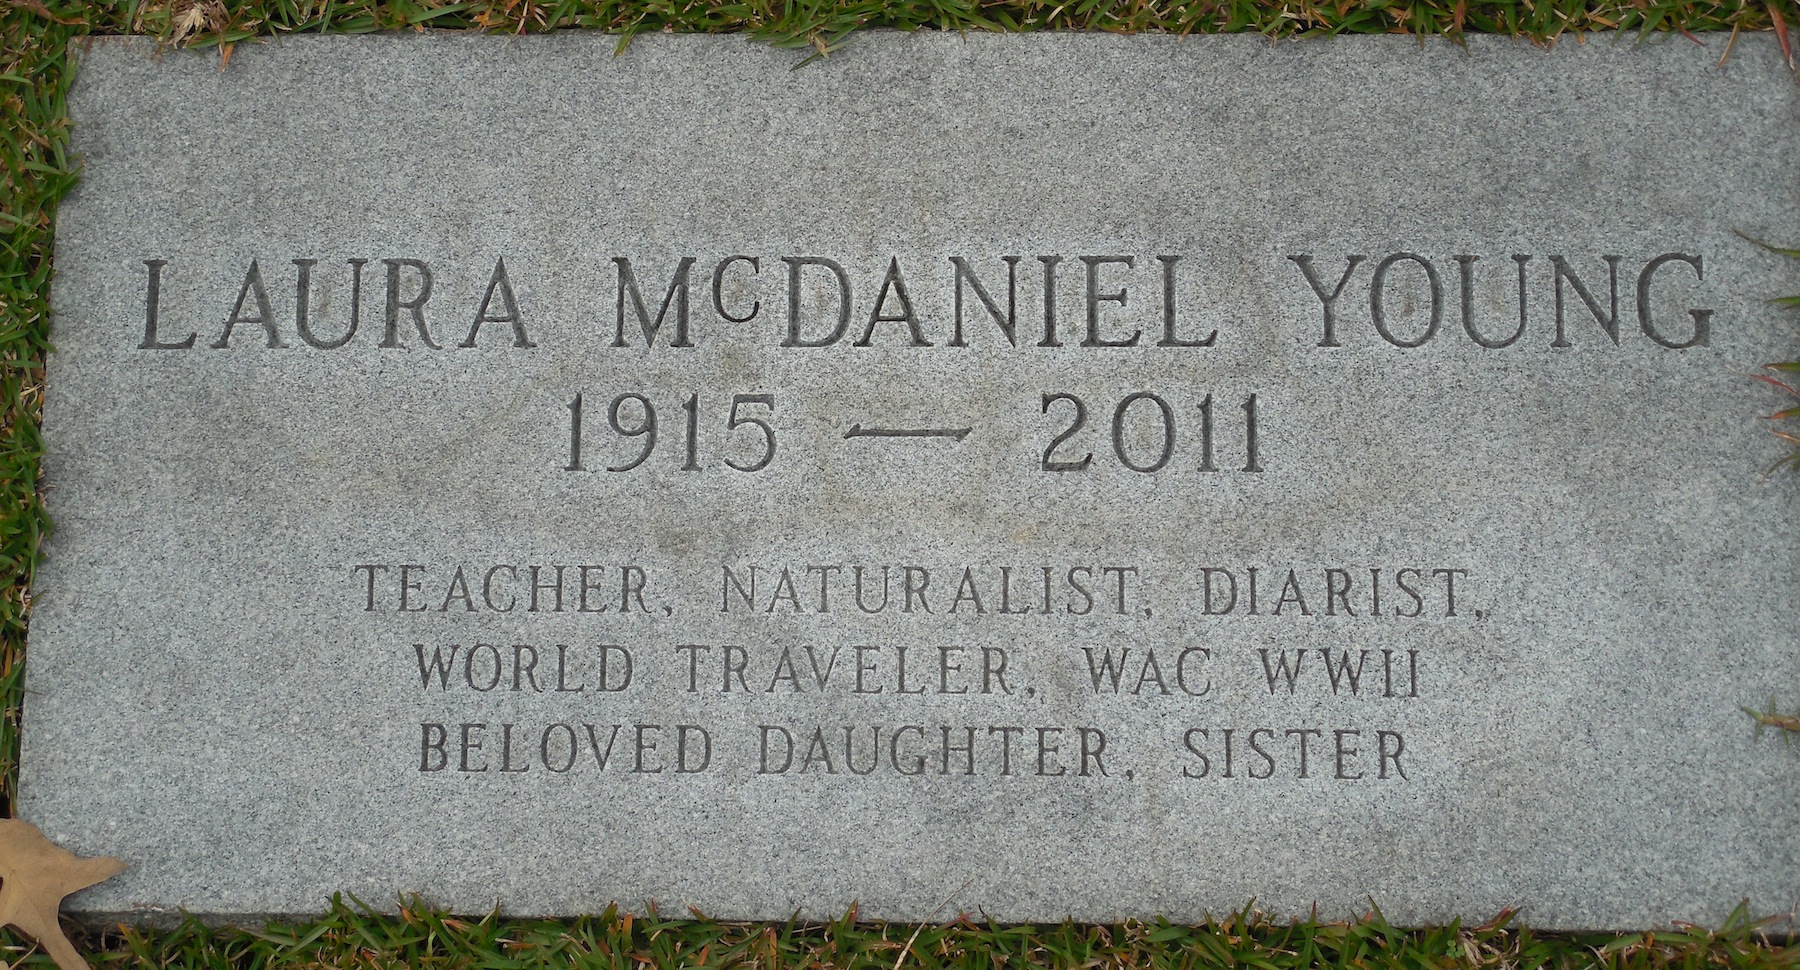 LAURA McDANIEL YOUNG
1915 — 2011
TEACHER, NATURALIST, DIARIST,
WORLD TRAVELER, WAC WWII
BELOVED DAUGHTER, SISTER